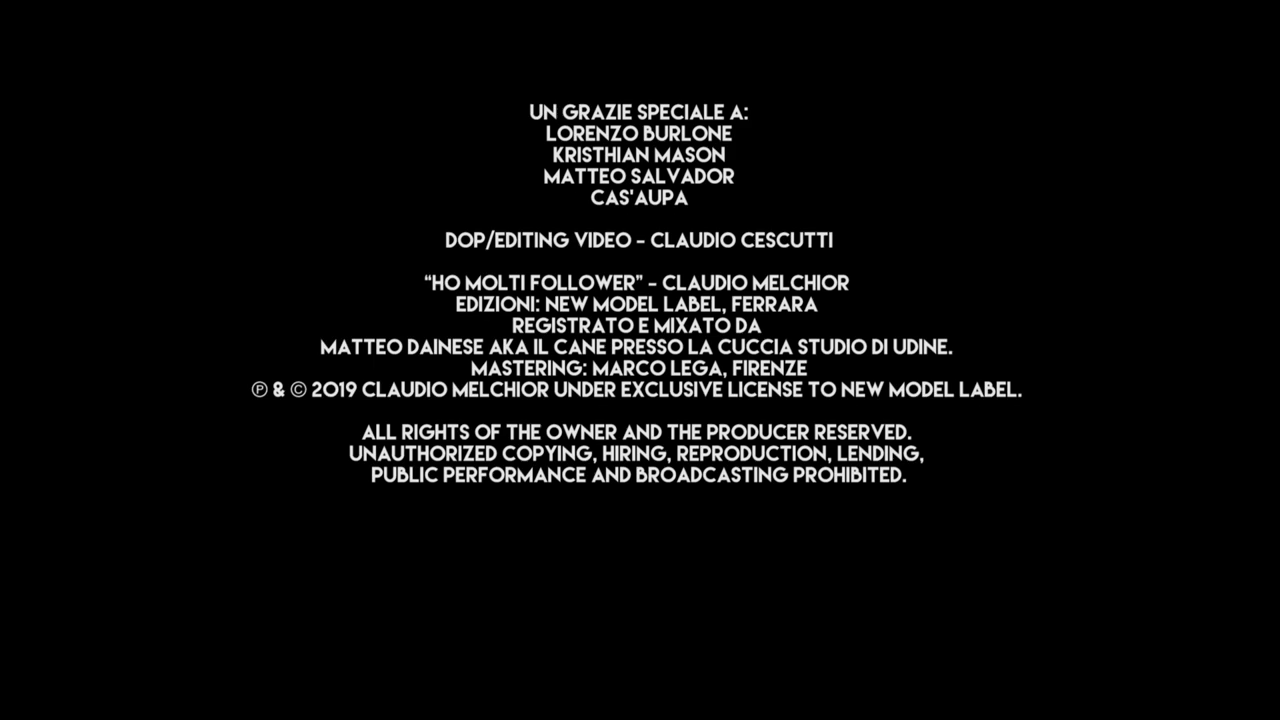 UN GRAZIE SPECIALE A:
LORENZO BURLONE
KRISTHIAN MASON
MATTEO SALVADOR
CAS'AUPA
DOP/EDITING VIDEO - CLAUDIO CESCUTTI
“HO MOLTI FOLLOWER” - CLAUDIO MELCHIOR
EDIZIONI: NEW MODEL LABEL, FERRARA
REGISTRATO E MIXATO DA
MATTEO DAINESE AKA IL CANE PRESSO LA CUCCIA STUDIO DI UDINE.
MASTERING: MARCO LEGA, FIRENZE
℗ & © 2019 CLAUDIO MELCHIOR UNDER EXCLUSIVE LICENSE TO NEW MODEL LABEL.
ALL RIGHTS OF THE OWNER AND THE PRODUCER RESERVED.
UNAUTHORIZED COPYING, HIRING, REPRODUCTION, LENDING,
PUBLIC PERFORMANCE AND BROADCASTING PROHIBITED.